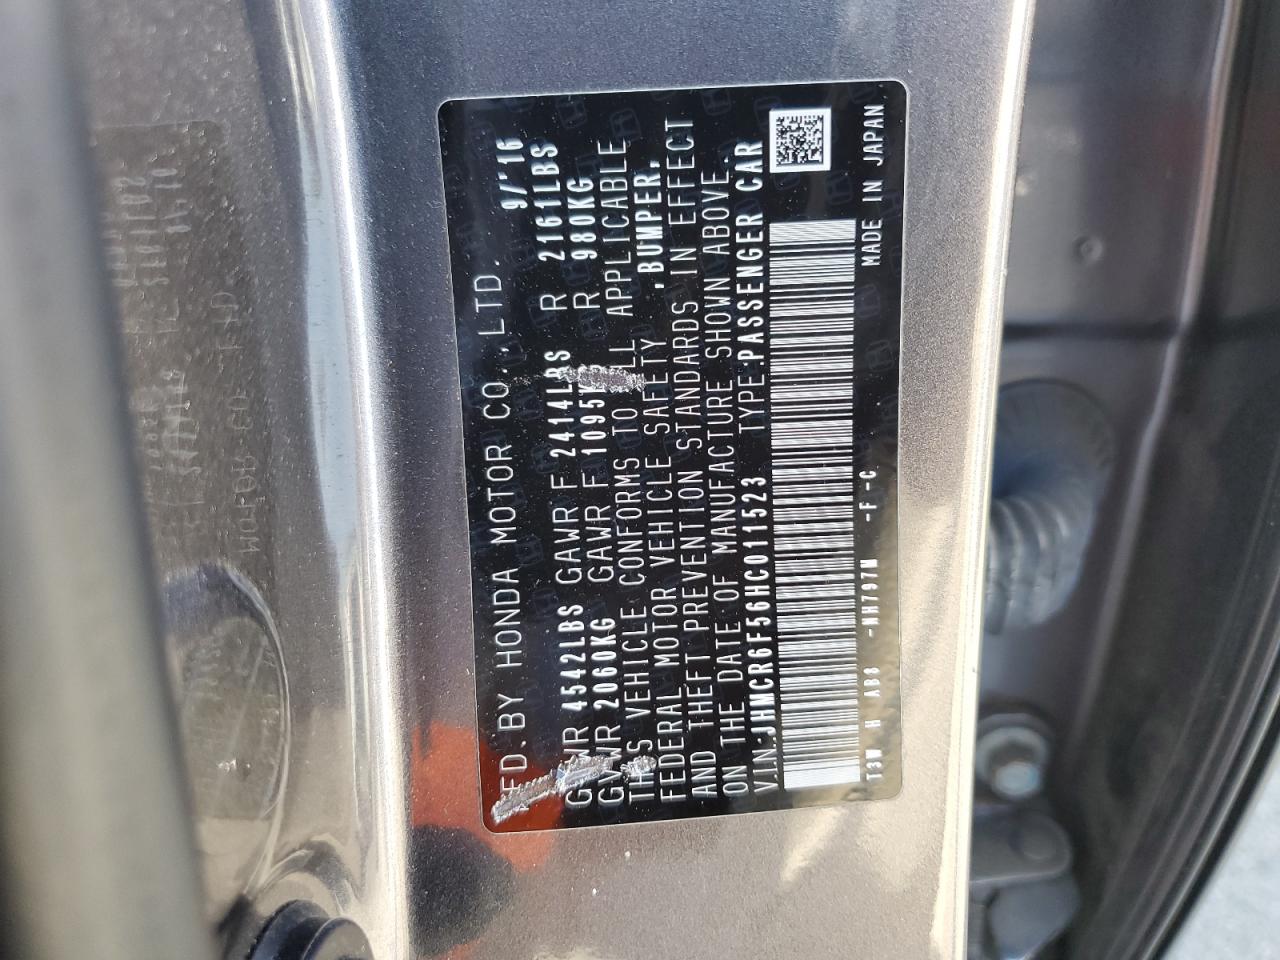 MFD. BY HONDA MOTOR CO., LTD. 9/'16
GVWR 4542LBS GAWR F 2414LBS R 2161LBS
GVWR 2060KG GAWR F 1095KG R 980KG
THIS VEHICLE CONFORMS TO ALL APPLICABLE
FEDERAL MOTOR VEHICLE SAFETY ,BUMPER,
AND THEFT PREVENTION STANDARDS IN EFFECT
ON THE DATE OF MANUFACTURE SHOWN ABOVE.
V.I.N:JHMCR6F56HC011523 TYPE:PASSENGER CAR
T3W H AB8 -NH797M -F-C MADE IN JAPAN